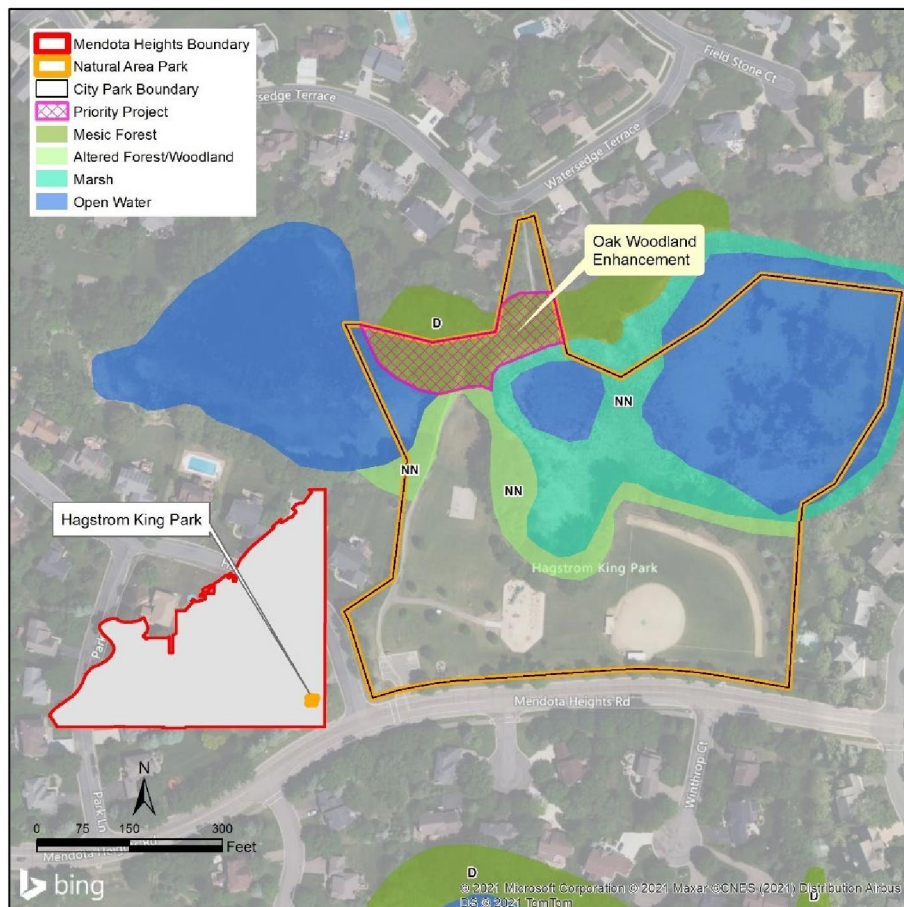 Mendota Heights Boundary
Natural Area Park
City Park Boundary
Priority Project
Mesic Forest
Altered Forest/Woodland
Marsh
Open Water
Field Stone Ct
Watersedge Terrace
Oak Woodland
Enhancement
D
NN
NN
NN
Hagstrom King Park
Hagstrom King Park
Park
Mendota Heights Rd
Winthrop Ct
Park Ln
N
0 75 150 300
Feet
D
D
bing
© 2021 Microsoft Corporation © 2021 Maxar ©CNES (2021) Distribution Airbus
DS © 2021 TomTom